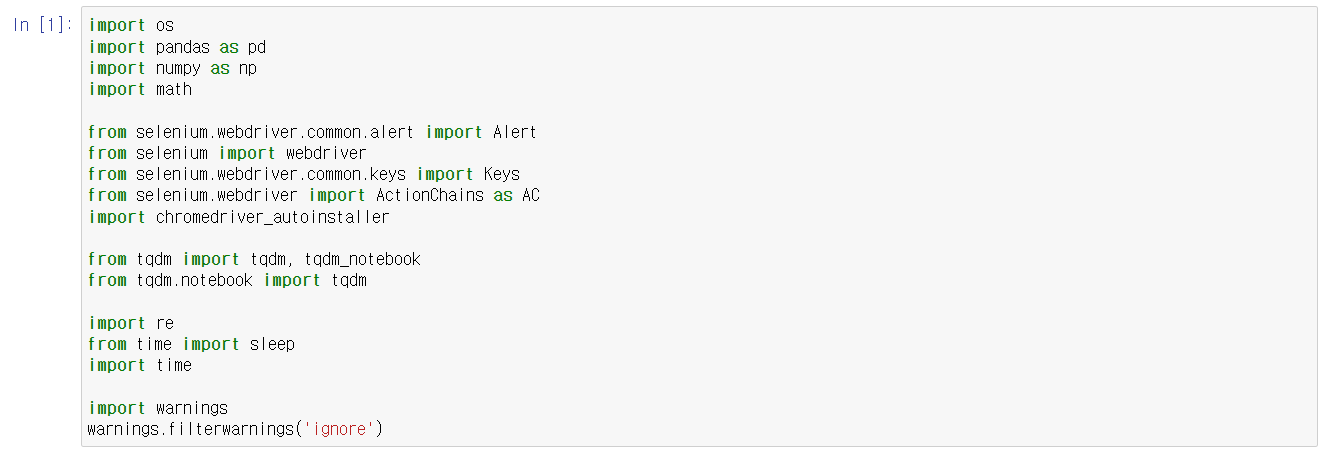 In [1]:
import os
import pandas as pd
import numpy as np
import math
from selenium.webdriver.common.alert import Alert
from selenium import webdriver
from selenium.webdriver.common.keys import Keys
from selenium.webdriver import ActionChains as AC
import chromedriver_autoinstaller
from tqdm import tqdm, tqdm_notebook
from tqdm.notebook import tqdm
import re
from time import sleep
import time
import warnings
warnings.filterwarnings('ignore')